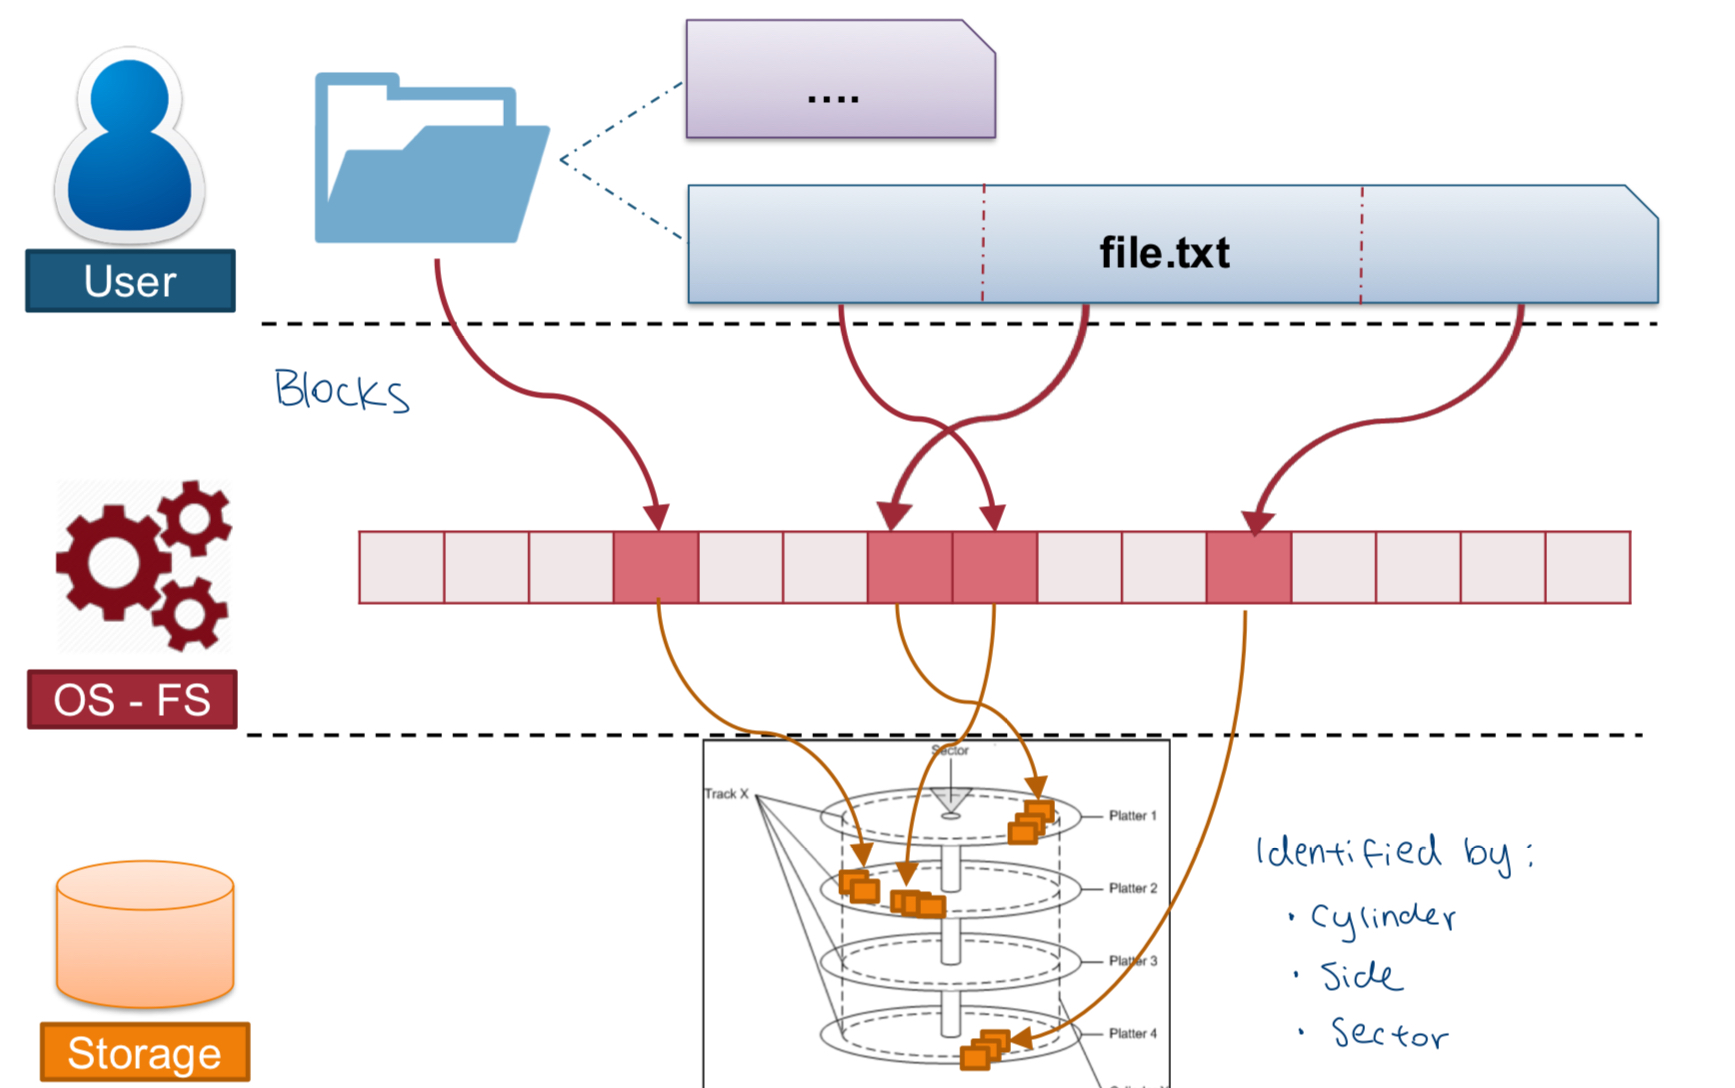 ....
file.txt
User
Blocks
OS - FS
Sector
Track X
Platter 1
Platter 2
Platter 3
Platter 4
Identified by:
• Cylinder
• Side
• Sector
Storage